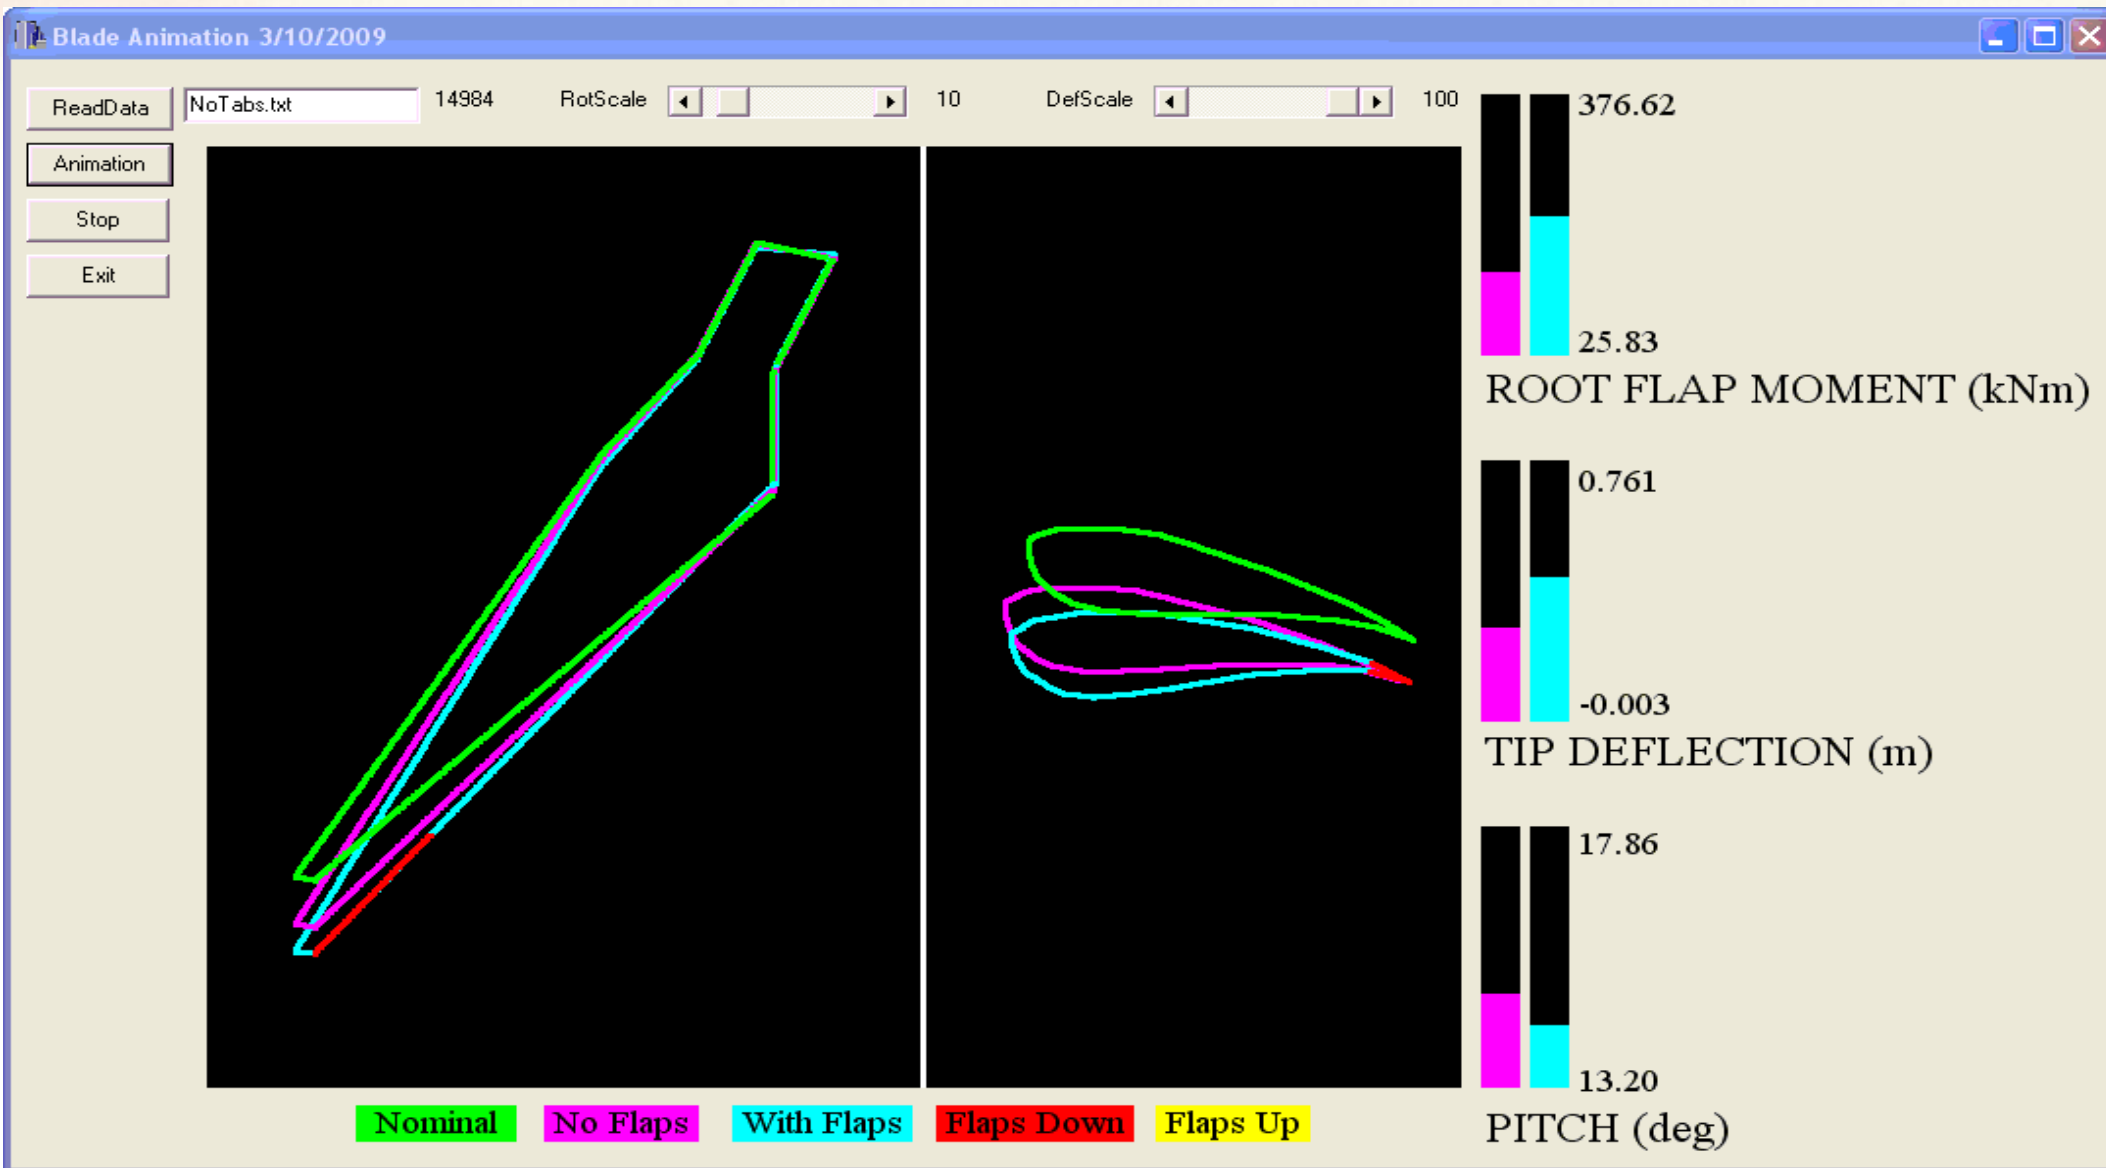 Blade Animation 3/10/2009
ReadData NoTabs.txt 14984 RotScale 10 DefScale 100
Animation
Stop
Exit
376.62
25.83
ROOT FLAP MOMENT (kNm)
0.761
-0.003
TIP DEFLECTION (m)
17.86
13.20
PITCH (deg)
Nominal No Flaps With Flaps Flaps Down Flaps Up